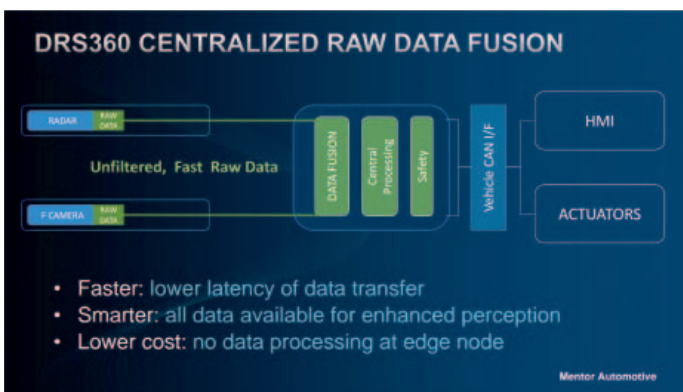 DRS360 CENTRALIZED RAW DATA FUSION
RADAR
RAW
DATA
Unfiltered, Fast Raw Data
F CAMERA
RAW
DATA
DATA FUSION
Central
Processing
Safety
Vehicle CAN I/F
HMI
ACTUATORS
• Faster: lower latency of data transfer
• Smarter: all data available for enhanced perception
• Lower cost: no data processing at edge node
Mentor Automotive